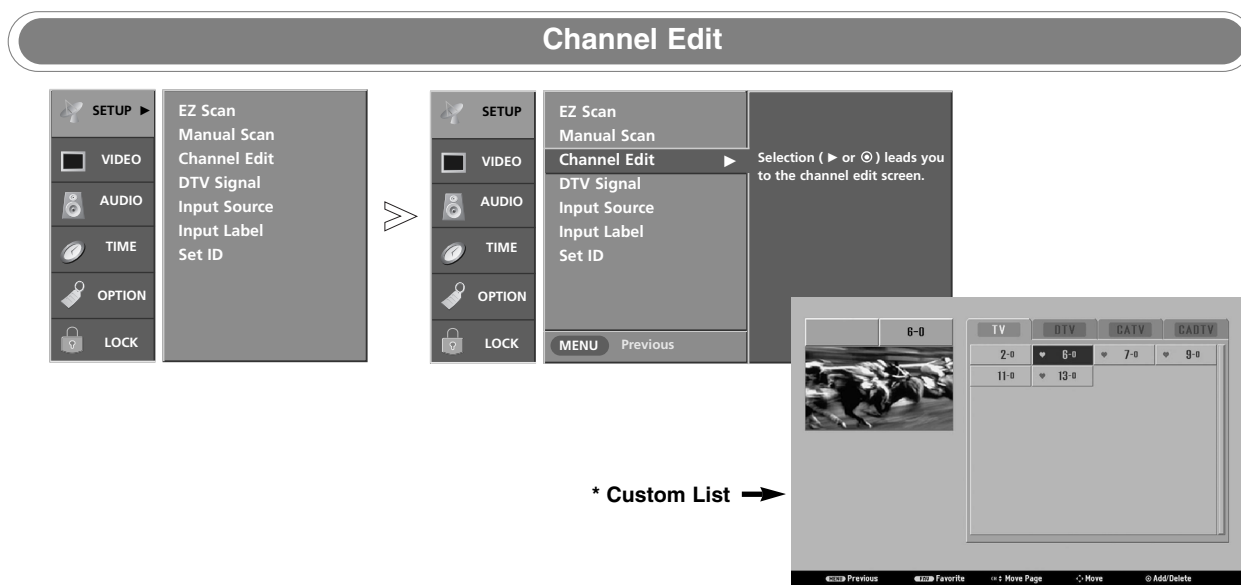 Channel Edit
SETUP ►
VIDEO
AUDIO
TIME
OPTION
LOCK
EZ Scan
Manual Scan
Channel Edit
DTV Signal
Input Source
Input Label
Set ID
SETUP
VIDEO
AUDIO
TIME
OPTION
LOCK
EZ Scan
Manual Scan
Channel Edit ►
DTV Signal
Input Source
Input Label
Set ID
MENU Previous
Selection ( ► or ⦿ ) leads you
to the channel edit screen.
* Custom List
6-0
TV DTV CATV CADTV
2-0 ♥ 6-0 ♥ 7-0 ♥ 9-0
11-0 ♥ 13-0
MENU Previous FAV Favorite CH Move Page Move ⦿ Add/Delete